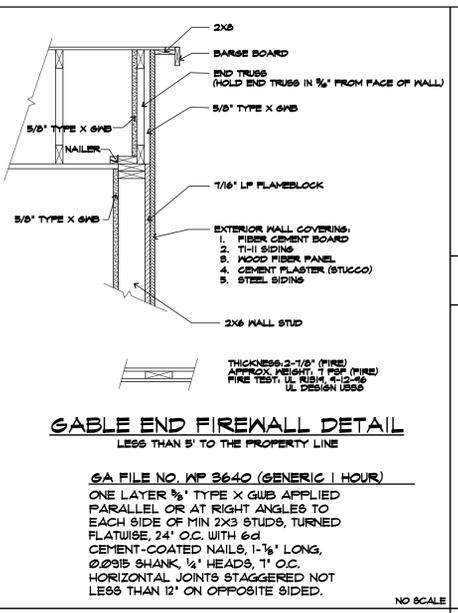 2X8
BARGE BOARD
END TRUSS
(HOLD END TRUSS IN 5/8" FROM FACE OF WALL)
5/8" TYPE X GWB
5/8" TYPE X GWB
NAILER
7/16" LP FLAMEBLOCK
5/8" TYPE X GWB
EXTERIOR WALL COVERING:
1. FIBER CEMENT BOARD
2. T1-11 SIDING
3. WOOD FIBER PANEL
4. CEMENT PLASTER (STUCCO)
5. STEEL SIDING
2X6 WALL STUD
THICKNESS:2-7/8" (FIRE)
APPROX. WEIGHT: 7 PSF (FIRE)
FIRE TEST: UL R1319, 9-12-96
UL DESIGN U338
GABLE END FIREWALL DETAIL
LESS THAN 5' TO THE PROPERTY LINE
GA FILE NO. WP 3640 (GENERIC 1 HOUR)
ONE LAYER 5/8" TYPE X GWB APPLIED
PARALLEL OR AT RIGHT ANGLES TO
EACH SIDE OF MIN 2X3 STUDS, TURNED
FLATWISE, 24" O.C. WITH 6d
CEMENT-COATED NAILS, 1-7/8" LONG,
0.0915 SHANK, 1/4" HEADS, 7" O.C.
HORIZONTAL JOINTS STAGGERED NOT
LESS THAN 12" ON OPPOSITE SIDED.
NO SCALE